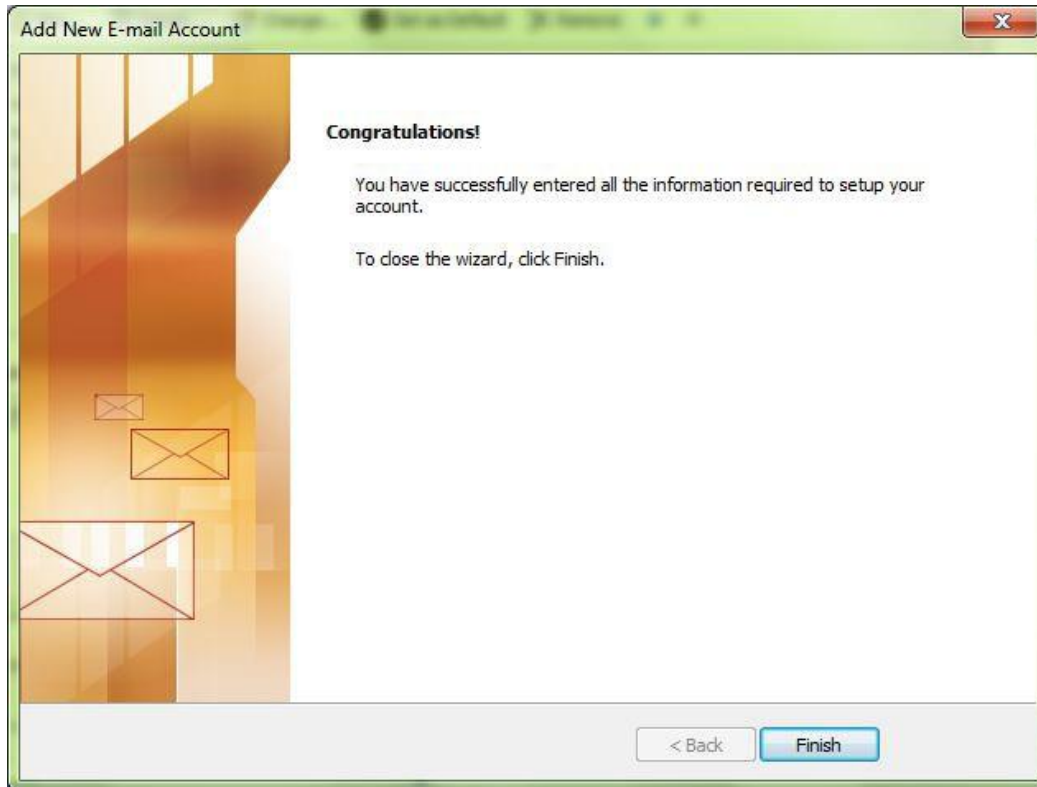 Add New E-mail Account
Congratulations!
You have successfully entered all the information required to setup your
account.
To close the wizard, click Finish.
< Back
Finish